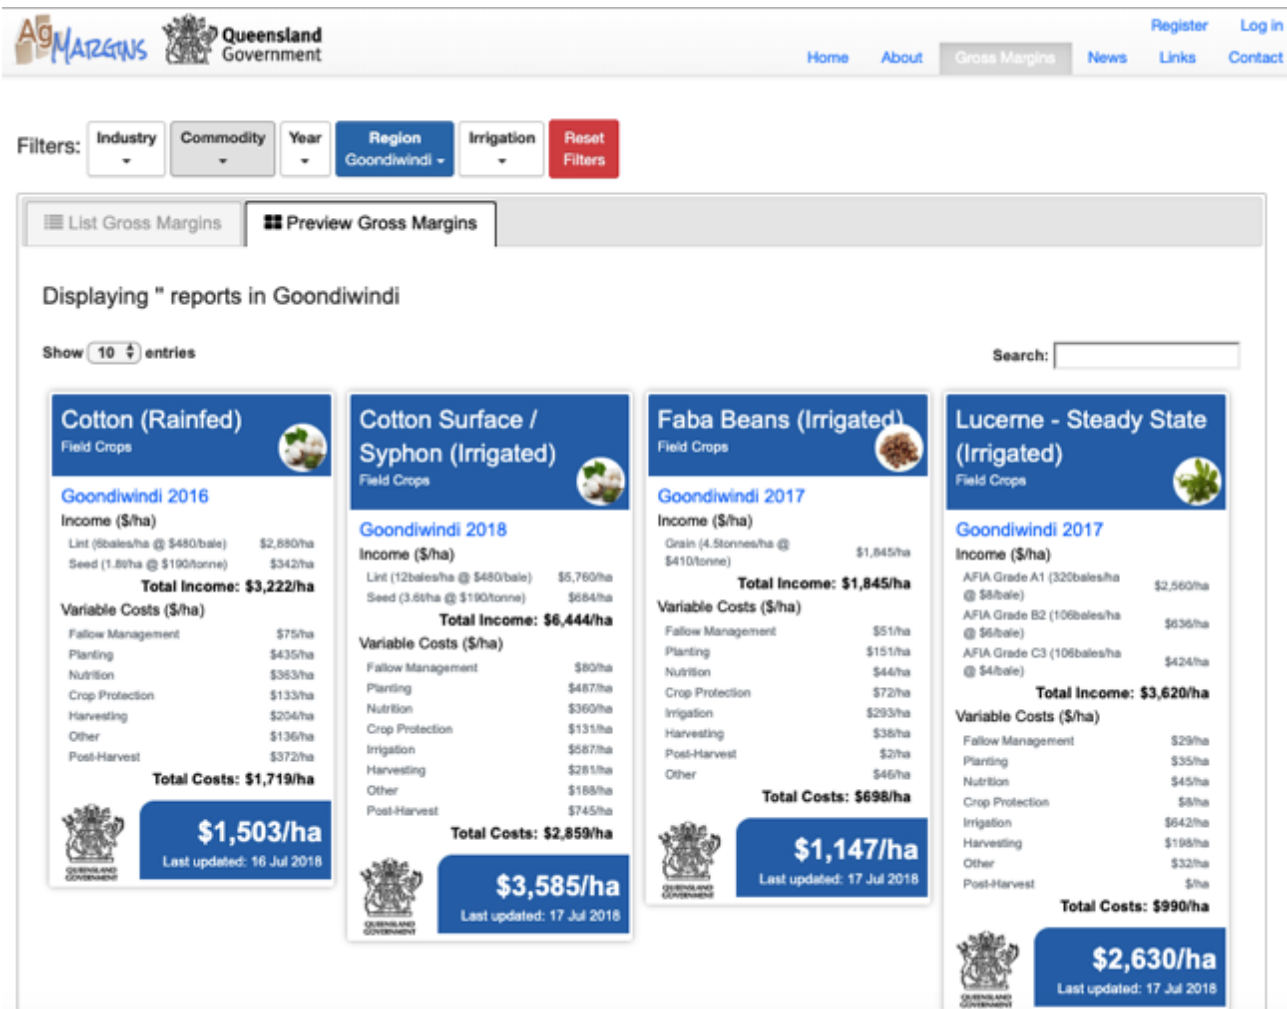 AgMARGINS
Queensland
Government
Register Log in
Home About Gross Margins News Links Contact
Filters:
Industry
Commodity
Year
Region
Goondiwindi
Irrigation
Reset
Filters
List Gross Margins
Preview Gross Margins
Displaying '' reports in Goondiwindi
Show 10 entries
Search:
Cotton (Rainfed)
Field Crops
Goondiwindi 2016
Income ($/ha)
Lint (6bales/ha @ $480/bale) $2,880/ha
Seed (1.8t/ha @ $190/tonne) $342/ha
Total Income: $3,222/ha
Variable Costs ($/ha)
Fallow Management $75/ha
Planting $435/ha
Nutrition $363/ha
Crop Protection $133/ha
Harvesting $204/ha
Other $136/ha
Post-Harvest $372/ha
Total Costs: $1,719/ha
QUEENSLAND
GOVERNMENT
$1,503/ha
Last updated: 16 Jul 2018
Cotton Surface /
Syphon (Irrigated)
Field Crops
Goondiwindi 2018
Income ($/ha)
Lint (12bales/ha @ $480/bale) $5,760/ha
Seed (3.6t/ha @ $190/tonne) $684/ha
Total Income: $6,444/ha
Variable Costs ($/ha)
Fallow Management $80/ha
Planting $487/ha
Nutrition $360/ha
Crop Protection $131/ha
Irrigation $587/ha
Harvesting $281/ha
Other $188/ha
Post-Harvest $745/ha
Total Costs: $2,859/ha
QUEENSLAND
GOVERNMENT
$3,585/ha
Last updated: 17 Jul 2018
Faba Beans (Irrigated)
Field Crops
Goondiwindi 2017
Income ($/ha)
Grain (4.5tonnes/ha @
$410/tonne) $1,845/ha
Total Income: $1,845/ha
Variable Costs ($/ha)
Fallow Management $51/ha
Planting $151/ha
Nutrition $44/ha
Crop Protection $72/ha
Irrigation $293/ha
Harvesting $38/ha
Post-Harvest $2/ha
Other $46/ha
Total Costs: $698/ha
QUEENSLAND
GOVERNMENT
$1,147/ha
Last updated: 17 Jul 2018
Lucerne - Steady State
(Irrigated)
Field Crops
Goondiwindi 2017
Income ($/ha)
AFIA Grade A1 (320bales/ha
@ $8/bale) $2,560/ha
AFIA Grade B2 (106bales/ha
@ $6/bale) $636/ha
AFIA Grade C3 (106bales/ha
@ $4/bale) $424/ha
Total Income: $3,620/ha
Variable Costs ($/ha)
Fallow Management $29/ha
Planting $35/ha
Nutrition $45/ha
Crop Protection $8/ha
Irrigation $642/ha
Harvesting $198/ha
Other $32/ha
Post-Harvest $/ha
Total Costs: $990/ha
QUEENSLAND
GOVERNMENT
$2,630/ha
Last updated: 17 Jul 2018